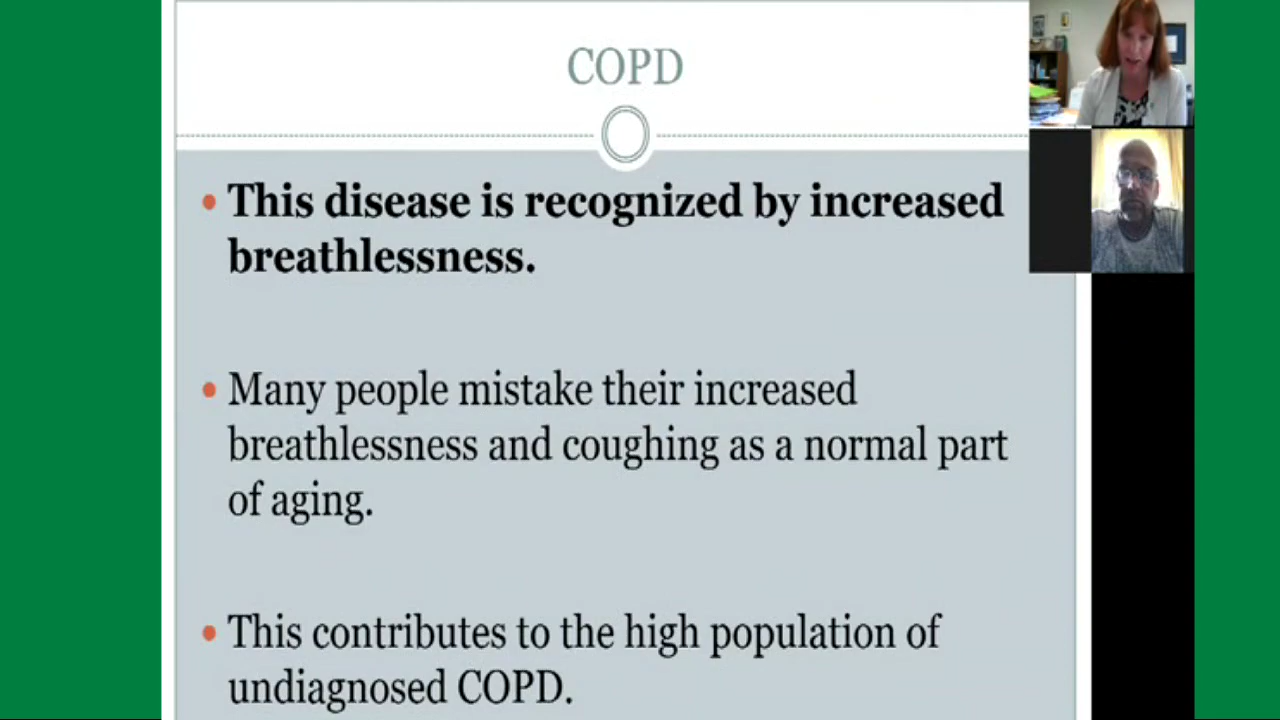 COPD
This disease is recognized by increased
breathlessness.
Many people mistake their increased
breathlessness and coughing as a normal part
of aging.
This contributes to the high population of
undiagnosed COPD.